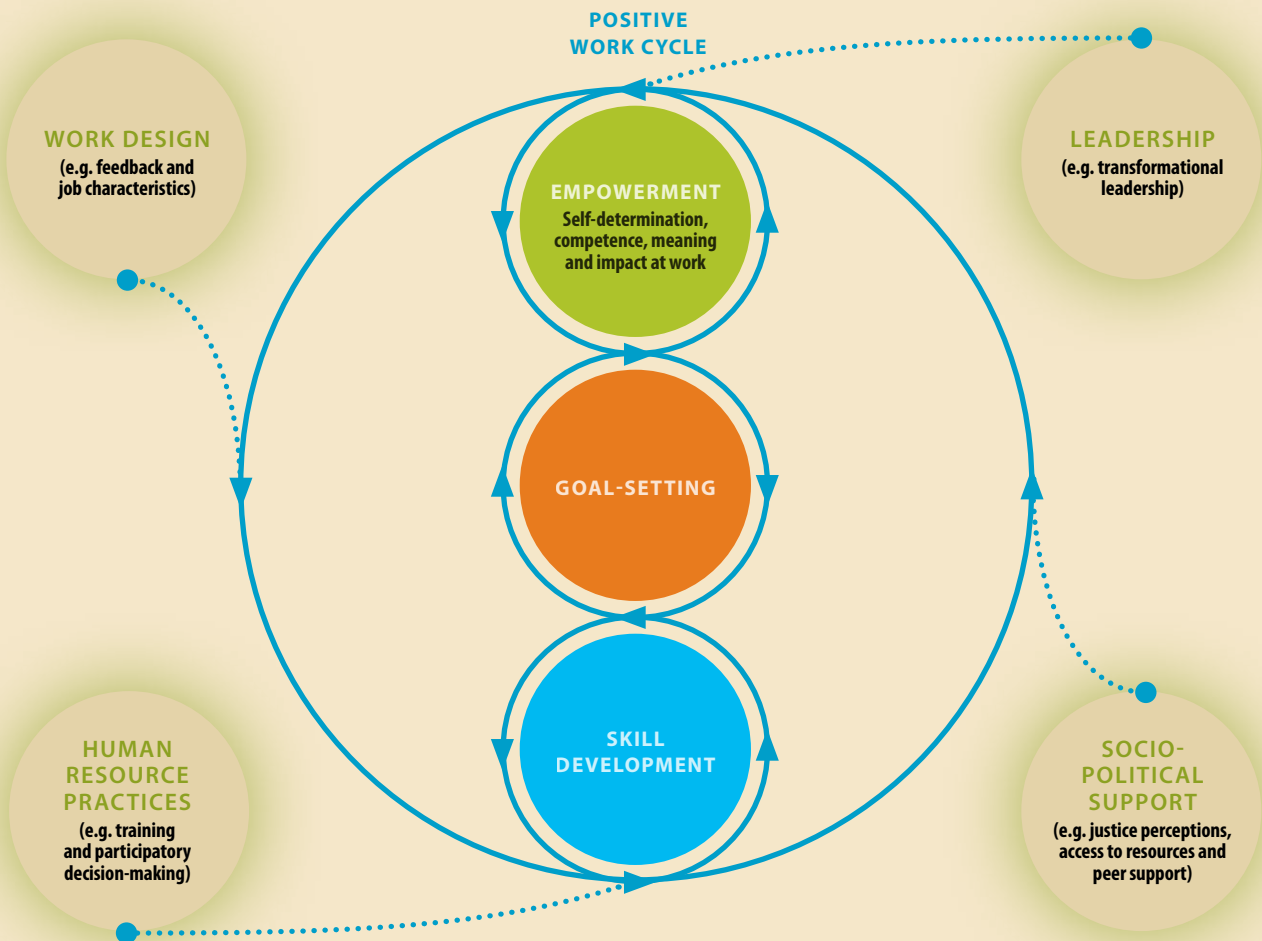 POSITIVE
WORK CYCLE
WORK DESIGN
(e.g. feedback and
job characteristics)
LEADERSHIP
(e.g. transformational
leadership)
EMPOWERMENT
Self-determination,
competence, meaning
and impact at work
GOAL-SETTING
SKILL
DEVELOPMENT
HUMAN
RESOURCE
PRACTICES
(e.g. training
and participatory
decision-making)
SOCIO-
POLITICAL
SUPPORT
(e.g. justice perceptions,
access to resources and
peer support)